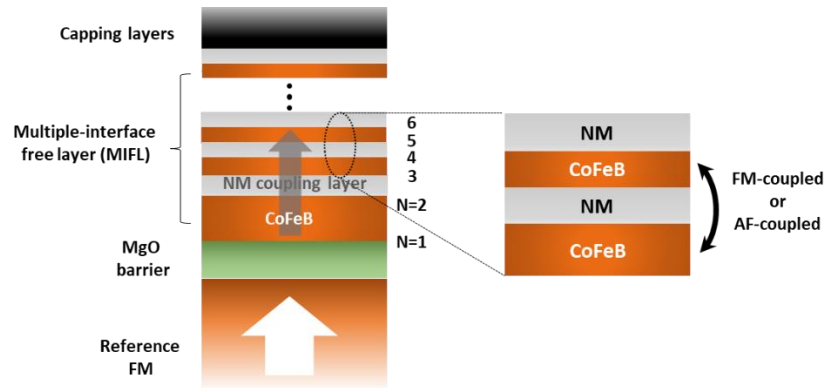 Capping layers
Multiple-interface
free layer (MIFL)
6
5
4
3
NM coupling layer
N=2
CoFeB
N=1
MgO
barrier
Reference
FM
NM
CoFeB
NM
CoFeB
FM-coupled
or
AF-coupled